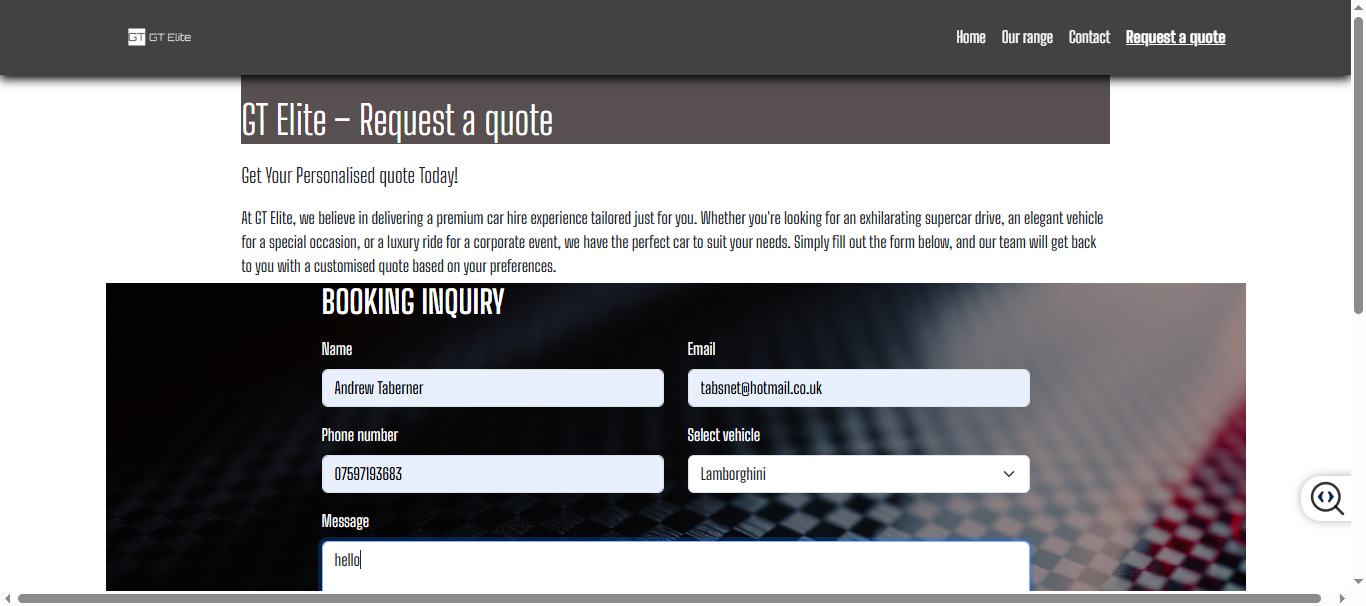 GT GT Elite
Home Our range Contact Request a quote
GT Elite – Request a quote
Get Your Personalised quote Today!
At GT Elite, we believe in delivering a premium car hire experience tailored just for you. Whether you're looking for an exhilarating supercar drive, an elegant vehicle
for a special occasion, or a luxury ride for a corporate event, we have the perfect car to suit your needs. Simply fill out the form below, and our team will get back
to you with a customised quote based on your preferences.
BOOKING INQUIRY
Name Email
Andrew Taberner tabsnet@hotmail.co.uk
Phone number Select vehicle
07597193683 Lamborghini
Message
hello